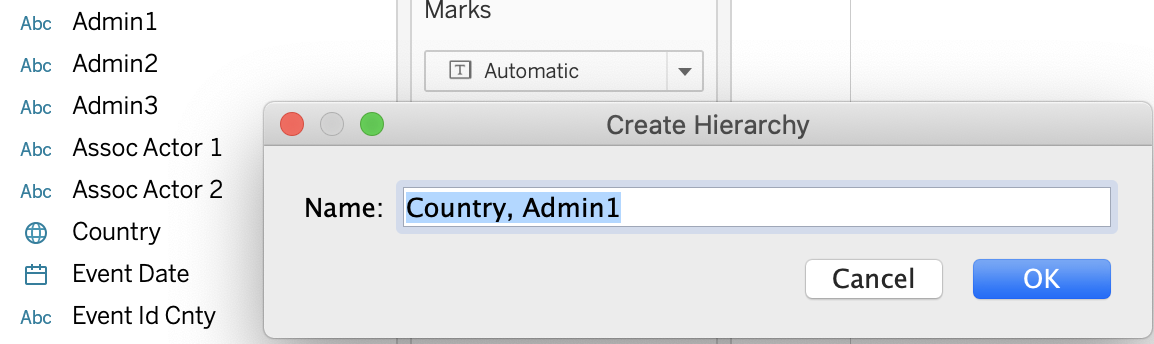 Abc Admin1
Abc Admin2
Abc Admin3
Abc Assoc Actor 1
Abc Assoc Actor 2
Country
Event Date
Abc Event Id Cnty
Marks
T Automatic
Create Hierarchy
Name: Country, Admin1
Cancel OK